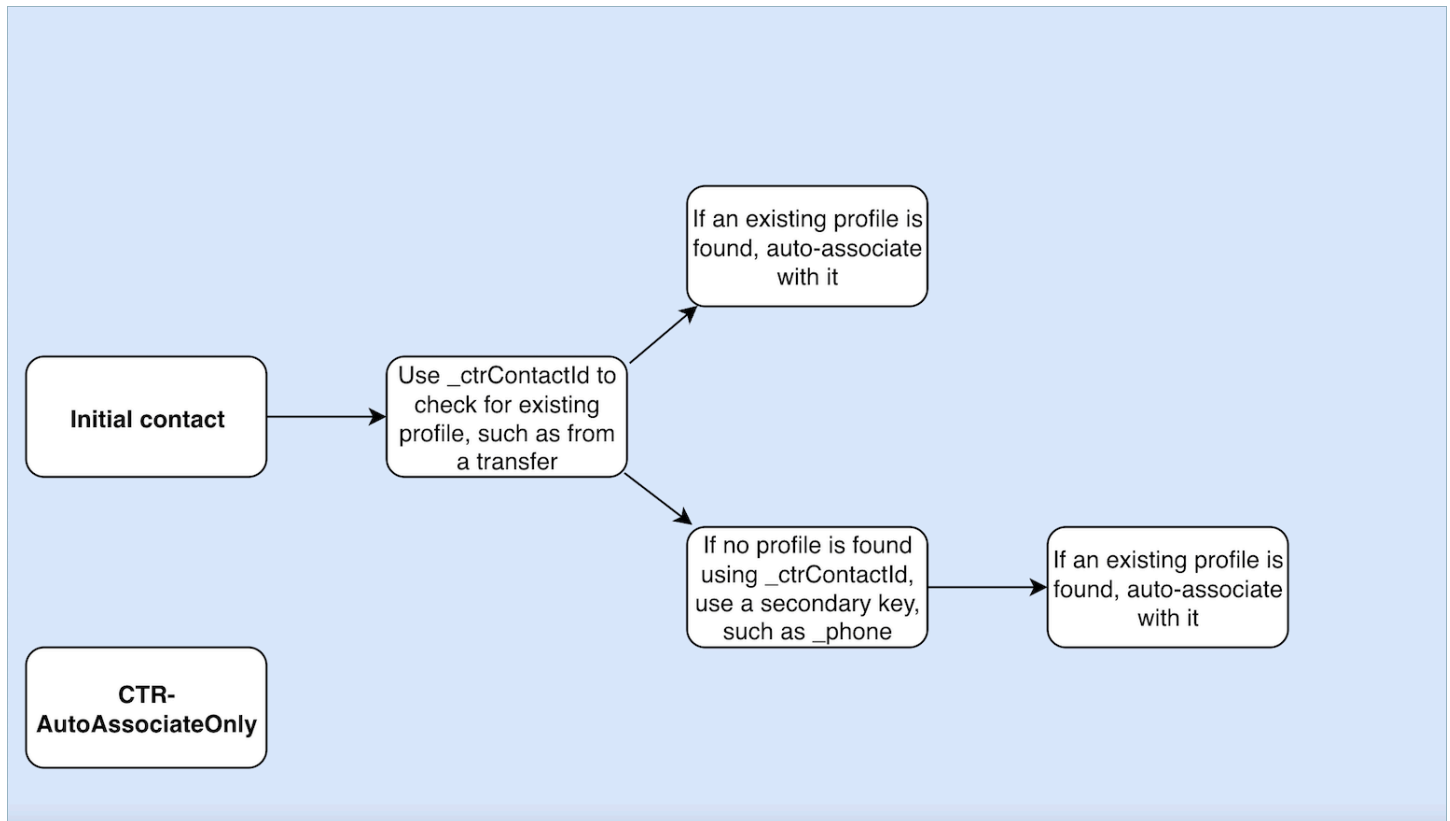 If an existing profile is
found, auto-associate
with it
Initial contact
Use _ctrContactId to
check for existing
profile, such as from
a transfer
If no profile is found
using _ctrContactId,
use a secondary key,
such as _phone
If an existing profile is
found, auto-associate
with it
CTR-
AutoAssociateOnly